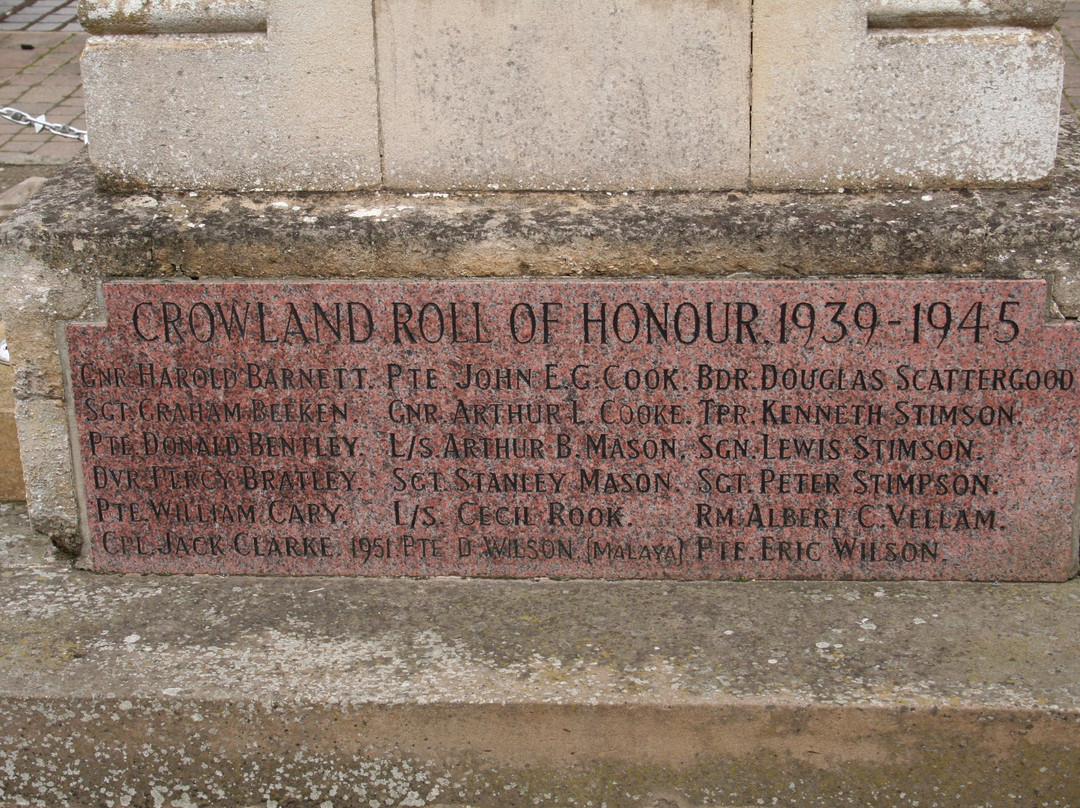 CROWLAND ROLL OF HONOUR. 1939-1945
GNR. HAROLD BARNETT. PTE. JOHN E.G. COOK. BDR. DOUGLAS SCATTERGOOD
SGT. GRAHAM BEEKEN. GNR. ARTHUR L. COOKE. TPR. KENNETH STIMSON.
PTE. DONALD BENTLEY. L/S. ARTHUR B. MASON. SGN. LEWIS STIMSON.
DVR. PERCY BRATLEY. SGT. STANLEY MASON. SGT. PETER STIMPSON.
PTE. WILLIAM CARY. L/S. CECIL ROOK. RM. ALBERT C. VELLAM.
CPL. JACK CLARKE. 1951 PTE D. WILSON (MALAYA) PTE. ERIC WILSON.